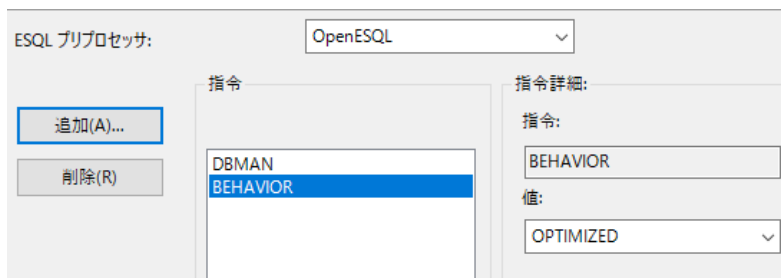 ESQL プリプロセッサ:
OpenESQL
指令
指令詳細:
追加(A)...
指令:
削除(R)
DBMAN
BEHAVIOR
BEHAVIOR
値:
OPTIMIZED